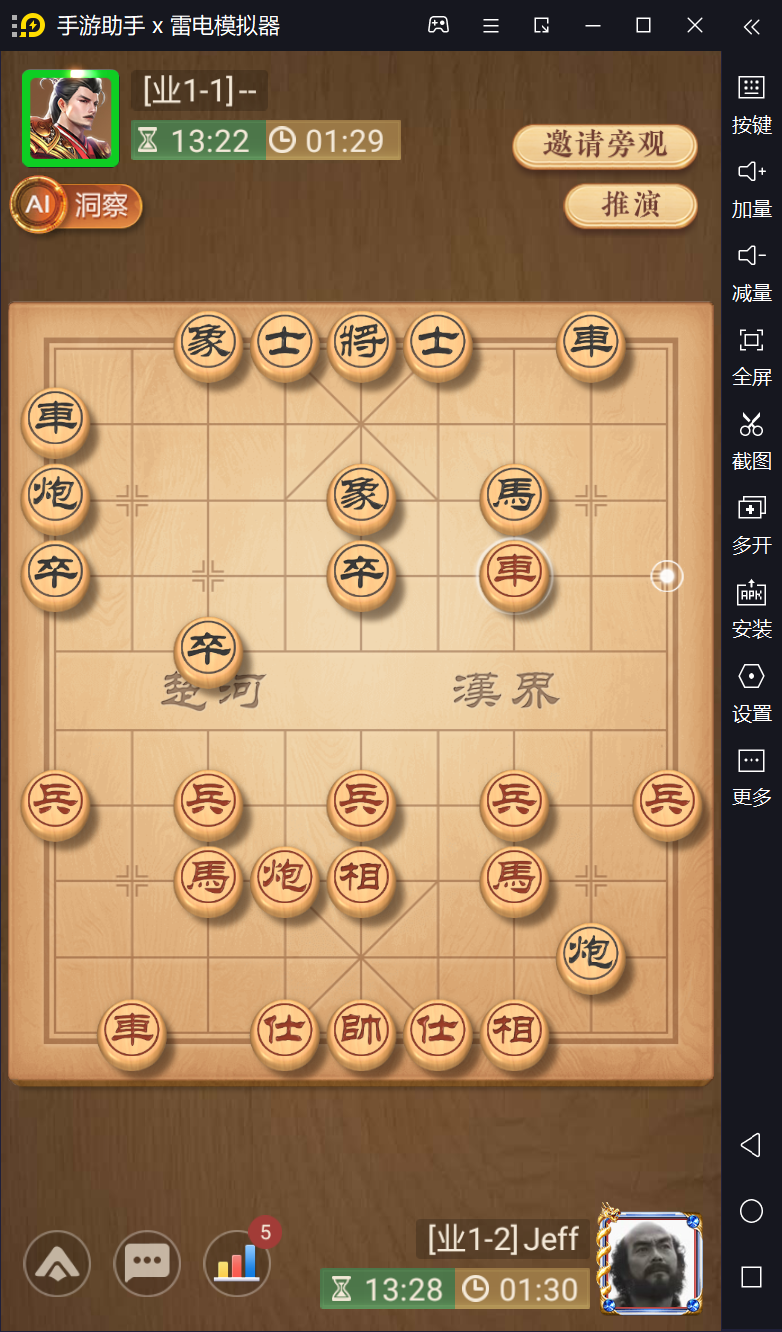 手游助手 x 雷电模拟器
[业1-1]--
13:22 01:29
邀请旁观
AI 洞察
推演
按键
加量
减量
全屏
截图
多开
APK
安装
设置
更多
象 士 將 士 車
車
炮 象 馬
卒 卒 車
卒
楚河 漢界
兵 兵 兵 兵 兵
馬 炮 相 馬
炮
車 仕 帥 仕 相
5
[业1-2]Jeff
13:28 01:30